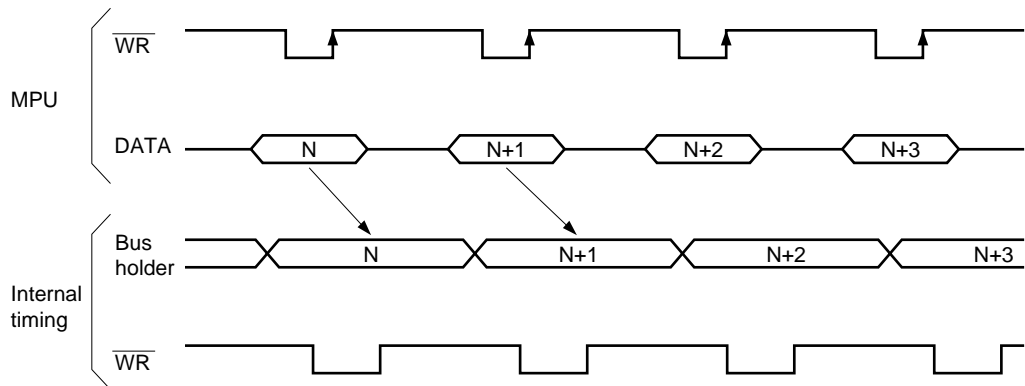 WR
MPU
DATA
N
N+1
N+2
N+3
Bus
holder
N
N+1
N+2
N+3
Internal
timing
WR